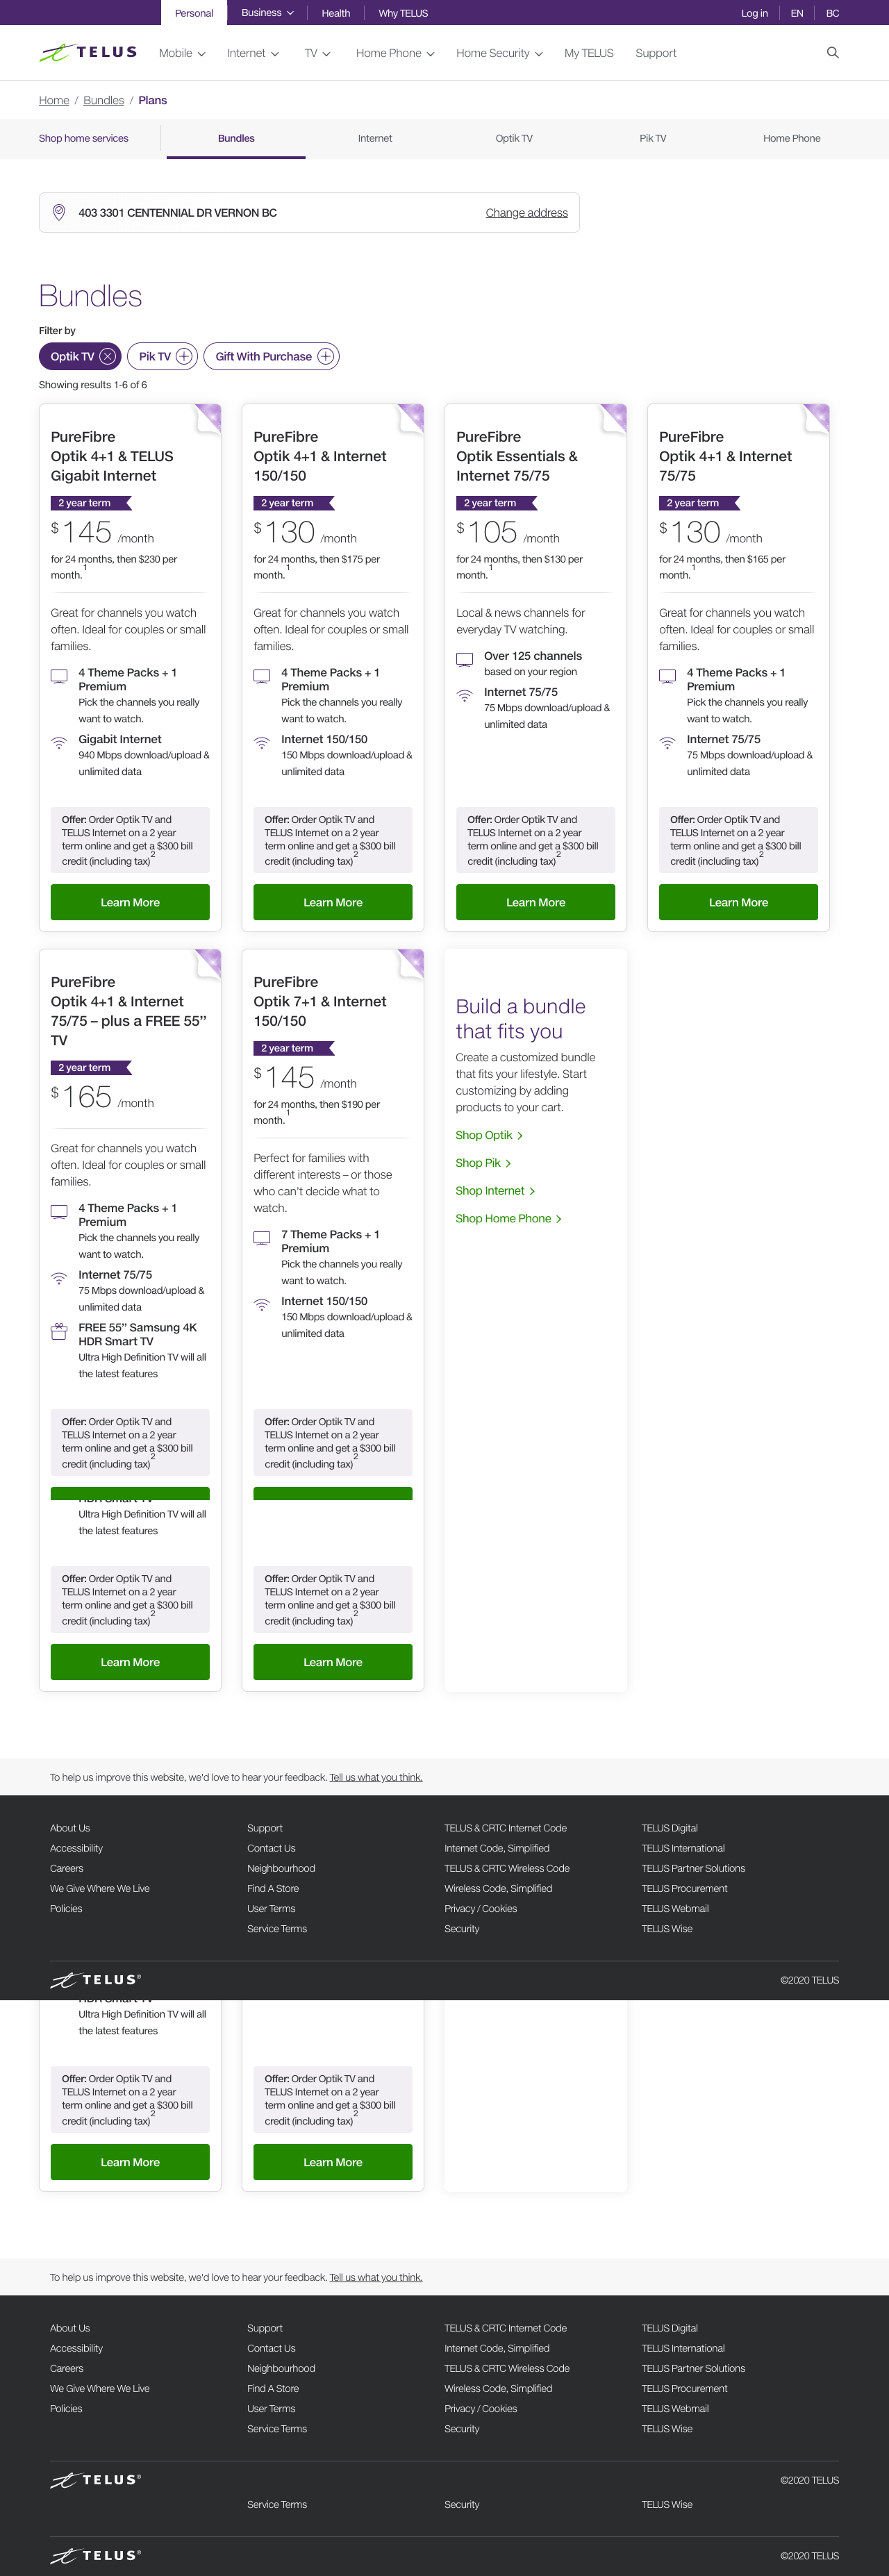 Personal Business Health Why TELUS Log in EN BC
TELUS Mobile Internet TV Home Phone Home Security My TELUS Support
Home / Bundles / Plans
Shop home services Bundles Internet Optik TV Pik TV Home Phone
403 3301 CENTENNIAL DR VERNON BC Change address
Bundles
Filter by
Optik TV Pik TV Gift With Purchase
Showing results 1-6 of 6
PureFibre
Optik 4+1 & TELUS
Gigabit Internet
2 year term
$145 /month
for 24 months, then $230 per
month.1
Great for channels you watch
often. Ideal for couples or small
families.
4 Theme Packs + 1
Premium
Pick the channels you really
want to watch.
Gigabit Internet
940 Mbps download/upload &
unlimited data
Offer: Order Optik TV and
TELUS Internet on a 2 year
term online and get a $300 bill
credit (including tax)2
Learn More
PureFibre
Optik 4+1 & Internet
150/150
2 year term
$130 /month
for 24 months, then $175 per
month.1
Great for channels you watch
often. Ideal for couples or small
families.
4 Theme Packs + 1
Premium
Pick the channels you really
want to watch.
Internet 150/150
150 Mbps download/upload &
unlimited data
Offer: Order Optik TV and
TELUS Internet on a 2 year
term online and get a $300 bill
credit (including tax)2
Learn More
PureFibre
Optik Essentials &
Internet 75/75
2 year term
$105 /month
for 24 months, then $130 per
month.1
Local & news channels for
everyday TV watching.
Over 125 channels
based on your region
Internet 75/75
75 Mbps download/upload &
unlimited data
Offer: Order Optik TV and
TELUS Internet on a 2 year
term online and get a $300 bill
credit (including tax)2
Learn More
PureFibre
Optik 4+1 & Internet
75/75
2 year term
$130 /month
for 24 months, then $165 per
month.1
Great for channels you watch
often. Ideal for couples or small
families.
4 Theme Packs + 1
Premium
Pick the channels you really
want to watch.
Internet 75/75
75 Mbps download/upload &
unlimited data
Offer: Order Optik TV and
TELUS Internet on a 2 year
term online and get a $300 bill
credit (including tax)2
Learn More
PureFibre
Optik 4+1 & Internet
75/75 – plus a FREE 55”
TV
2 year term
$165 /month
Great for channels you watch
often. Ideal for couples or small
families.
4 Theme Packs + 1
Premium
Pick the channels you really
want to watch.
Internet 75/75
75 Mbps download/upload &
unlimited data
FREE 55” Samsung 4K
HDR Smart TV
Ultra High Definition TV will all
the latest features
Offer: Order Optik TV and
TELUS Internet on a 2 year
term online and get a $300 bill
credit (including tax)2
PureFibre
Optik 7+1 & Internet
150/150
2 year term
$145 /month
for 24 months, then $190 per
month.1
Perfect for families with
different interests – or those
who can't decide what to
watch.
7 Theme Packs + 1
Premium
Pick the channels you really
want to watch.
Internet 150/150
150 Mbps download/upload &
unlimited data
Offer: Order Optik TV and
TELUS Internet on a 2 year
term online and get a $300 bill
credit (including tax)2
Build a bundle
that fits you
Create a customized bundle
that fits your lifestyle. Start
customizing by adding
products to your cart.
Shop Optik
Shop Pik
Shop Internet
Shop Home Phone
HDR Smart TV
Ultra High Definition TV will all
the latest features
Offer: Order Optik TV and
TELUS Internet on a 2 year
term online and get a $300 bill
credit (including tax)2
Learn More
Offer: Order Optik TV and
TELUS Internet on a 2 year
term online and get a $300 bill
credit (including tax)2
Learn More
To help us improve this website, we'd love to hear your feedback. Tell us what you think.
About Us Support TELUS & CRTC Internet Code TELUS Digital
Accessibility Contact Us Internet Code, Simplified TELUS International
Careers Neighbourhood TELUS & CRTC Wireless Code TELUS Partner Solutions
We Give Where We Live Find A Store Wireless Code, Simplified TELUS Procurement
Policies User Terms Privacy / Cookies TELUS Webmail
Service Terms Security TELUS Wise
TELUS® ©2020 TELUS
HDR Smart TV
Ultra High Definition TV will all
the latest features
Offer: Order Optik TV and
TELUS Internet on a 2 year
term online and get a $300 bill
credit (including tax)2
Learn More
Offer: Order Optik TV and
TELUS Internet on a 2 year
term online and get a $300 bill
credit (including tax)2
Learn More
To help us improve this website, we'd love to hear your feedback. Tell us what you think.
About Us Support TELUS & CRTC Internet Code TELUS Digital
Accessibility Contact Us Internet Code, Simplified TELUS International
Careers Neighbourhood TELUS & CRTC Wireless Code TELUS Partner Solutions
We Give Where We Live Find A Store Wireless Code, Simplified TELUS Procurement
Policies User Terms Privacy / Cookies TELUS Webmail
Service Terms Security TELUS Wise
TELUS® ©2020 TELUS
Service Terms Security TELUS Wise
TELUS® ©2020 TELUS